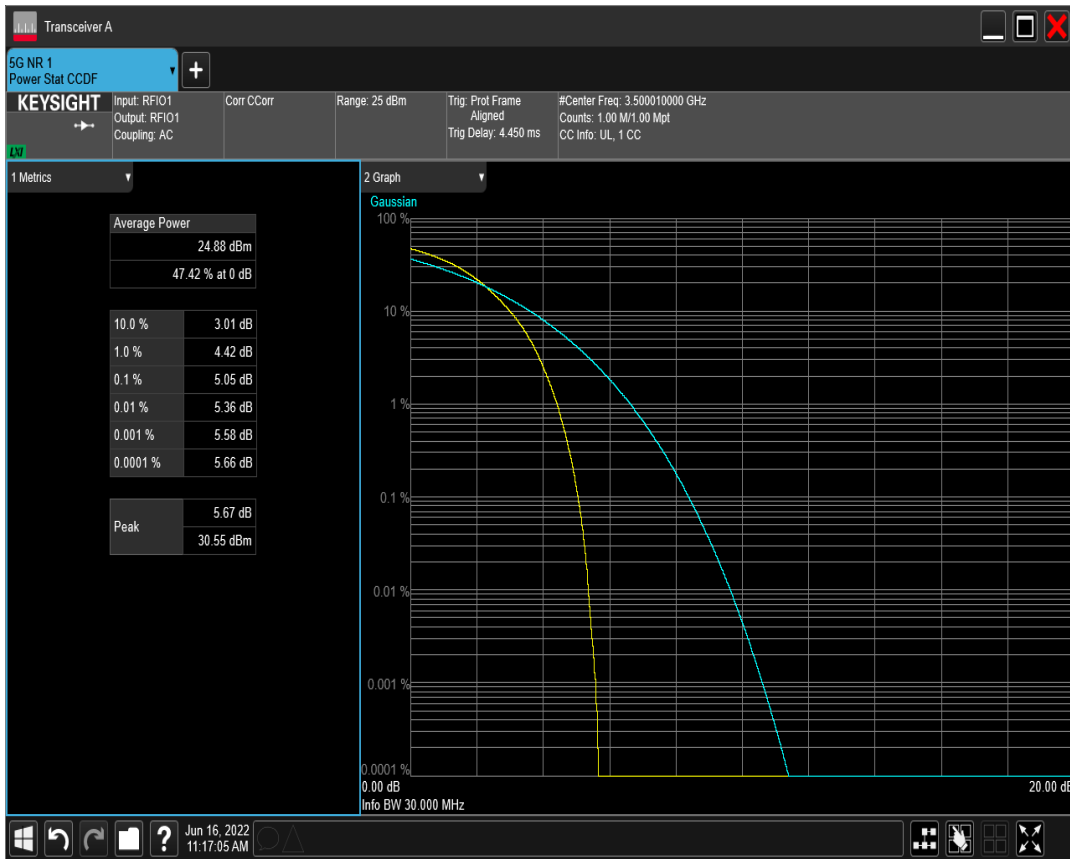 Transceiver A
5G NR 1
Power Stat CCDF
+
KEYSIGHT
LXI
Input: RFIO1
Output: RFIO1
Coupling: AC
Corr CCorr
Range: 25 dBm
Trig: Prot Frame
Aligned
Trig Delay: 4.450 ms
#Center Freq: 3.500010000 GHz
Counts: 1.00 M/1.00 Mpt
CC Info: UL, 1 CC
1 Metrics
Average Power
24.88 dBm
47.42 % at 0 dB
10.0 % 3.01 dB
1.0 % 4.42 dB
0.1 % 5.05 dB
0.01 % 5.36 dB
0.001 % 5.58 dB
0.0001 % 5.66 dB
Peak
5.67 dB
30.55 dBm
2 Graph
Gaussian
100 %
10 %
1 %
0.1 %
0.01 %
0.001 %
0.0001 %
0.00 dB 20.00 dB
Info BW 30.000 MHz
? Jun 16, 2022
11:17:05 AM